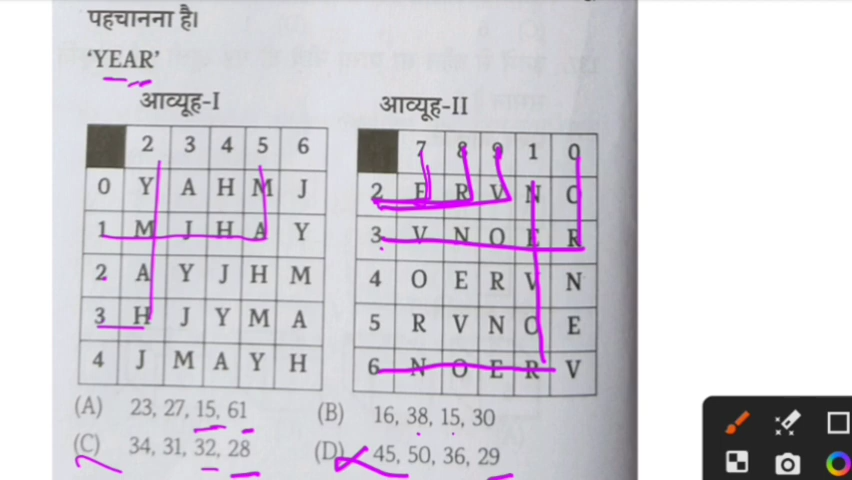 पहचानना है।
‘YEAR’
आव्यूह-I आव्यूह-II
2 3 4 5 6
0 Y A H M J
1 M J H A Y
2 A Y J H M
3 H J Y M A
4 J M A Y H
7 8 9 1 0
2 E R V N O
3 V N O E R
4 O E R V N
5 R V N O E
6 N O E R V
(A) 23, 27, 15, 61 (B) 16, 38, 15, 30
(C) 34, 31, 32, 28 (D) 45, 50, 36, 29